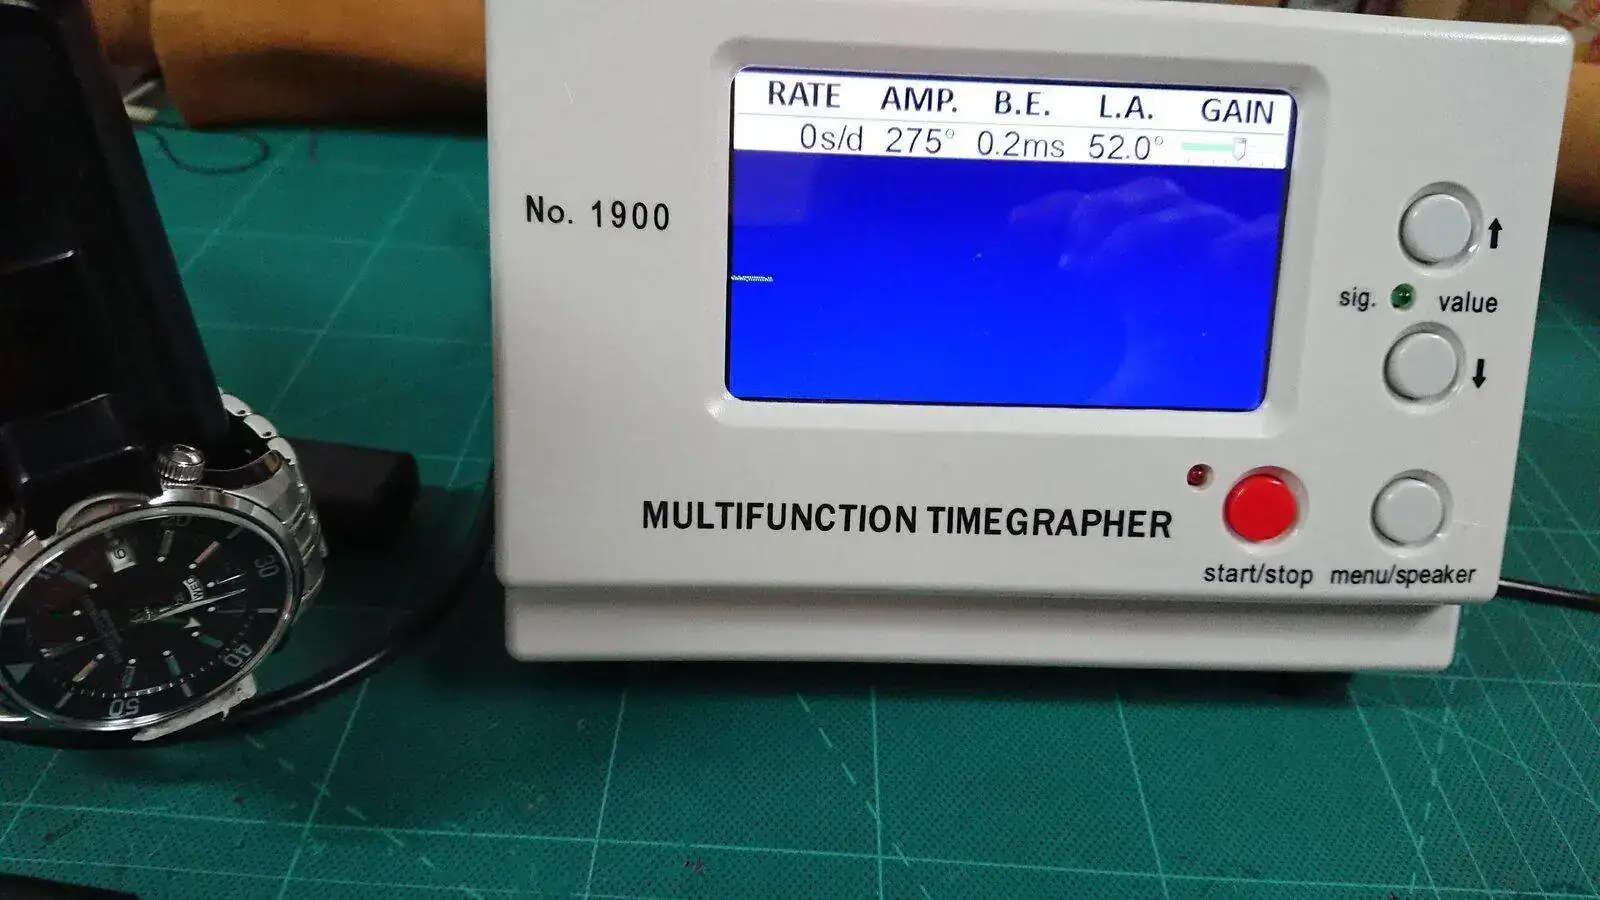 RATE AMP. B.E. L.A. GAIN
0s/d 275° 0.2ms 52.0°
No. 1900
sig. value
MULTIFUNCTION TIMEGRAPHER
start/stop menu/speaker
30
40
50